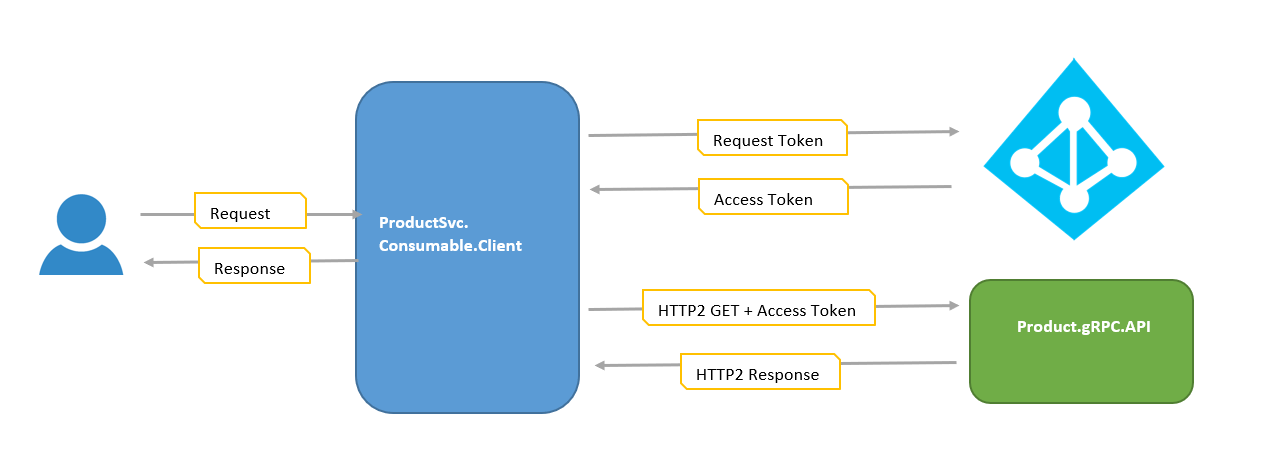 Request
Response
ProductSvc.
Consumable.Client
Request Token
Access Token
HTTP2 GET + Access Token
HTTP2 Response
Product.gRPC.API